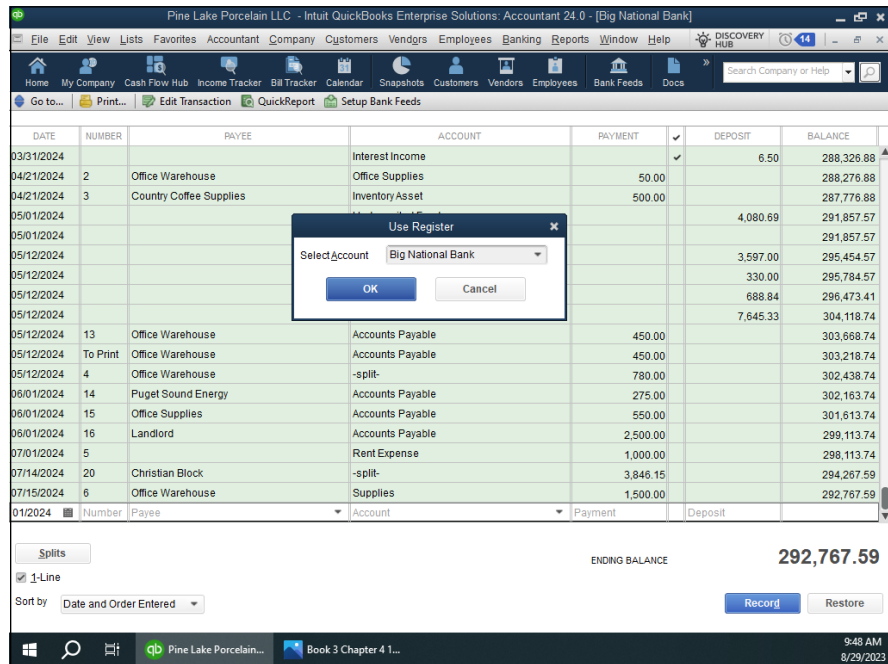 qb Pine Lake Porcelain LLC - Intuit QuickBooks Enterprise Solutions: Accountant 24.0 - [Big National Bank]
File Edit View Lists Favorites Accountant Company Customers Vendors Employees Banking Reports Window Help DISCOVERY HUB 14
Home My Company Cash Flow Hub Income Tracker Bill Tracker Calendar Snapshots Customers Vendors Employees Bank Feeds Docs » Search Company or Help
Go to... Print... Edit Transaction QuickReport Setup Bank Feeds
DATE NUMBER PAYEE ACCOUNT PAYMENT ✓ DEPOSIT BALANCE
03/31/2024 Interest Income ✓ 6.50 288,326.88
04/21/2024 2 Office Warehouse Office Supplies 50.00 288,276.88
04/21/2024 3 Country Coffee Supplies Inventory Asset 500.00 287,776.88
05/01/2024 4,080.69 291,857.57
05/01/2024 291,857.57
05/12/2024 3,597.00 295,454.57
05/12/2024 330.00 295,784.57
05/12/2024 688.84 296,473.41
05/12/2024 7,645.33 304,118.74
Use Register
Select Account Big National Bank
OK Cancel
05/12/2024 13 Office Warehouse Accounts Payable 450.00 303,668.74
05/12/2024 To Print Office Warehouse Accounts Payable 450.00 303,218.74
05/12/2024 4 Office Warehouse -split- 780.00 302,438.74
06/01/2024 14 Puget Sound Energy Accounts Payable 275.00 302,163.74
06/01/2024 15 Office Supplies Accounts Payable 550.00 301,613.74
06/01/2024 16 Landlord Accounts Payable 2,500.00 299,113.74
07/01/2024 5 Rent Expense 1,000.00 298,113.74
07/14/2024 20 Christian Block -split- 3,846.15 294,267.59
07/15/2024 6 Office Warehouse Supplies 1,500.00 292,767.59
01/2024 Number Payee Account Payment Deposit
Splits
ENDING BALANCE 292,767.59
1-Line
Sort by Date and Order Entered
Record Restore
qb Pine Lake Porcelain... Book 3 Chapter 4 1...
9:48 AM
8/29/2023